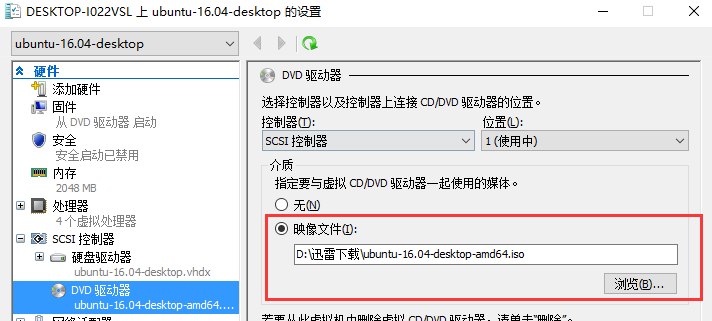 DESKTOP-I022VSL 上 ubuntu-16.04-desktop 的设置
ubuntu-16.04-desktop
硬件
添加硬件
固件
从 DVD 驱动器 启动
安全
安全启动已禁用
内存
2048 MB
处理器
4 个虚拟处理器
SCSI 控制器
硬盘驱动器
ubuntu-16.04-desktop.vhdx
DVD 驱动器
ubuntu-16.04-desktop-amd64....
网络适配器
DVD 驱动器
选择控制器以及控制器上连接 CD/DVD 驱动器的位置。
控制器(T): 位置(L):
SCSI 控制器 1 (使用中)
介质
指定要与虚拟 CD/DVD 驱动器一起使用的媒体。
无(N)
映像文件(I):
D:\迅雷下载\ubuntu-16.04-desktop-amd64.iso
浏览(B)...
若要从此虚拟机中删除虚拟 CD/DVD 驱动器，请单击“删除”。